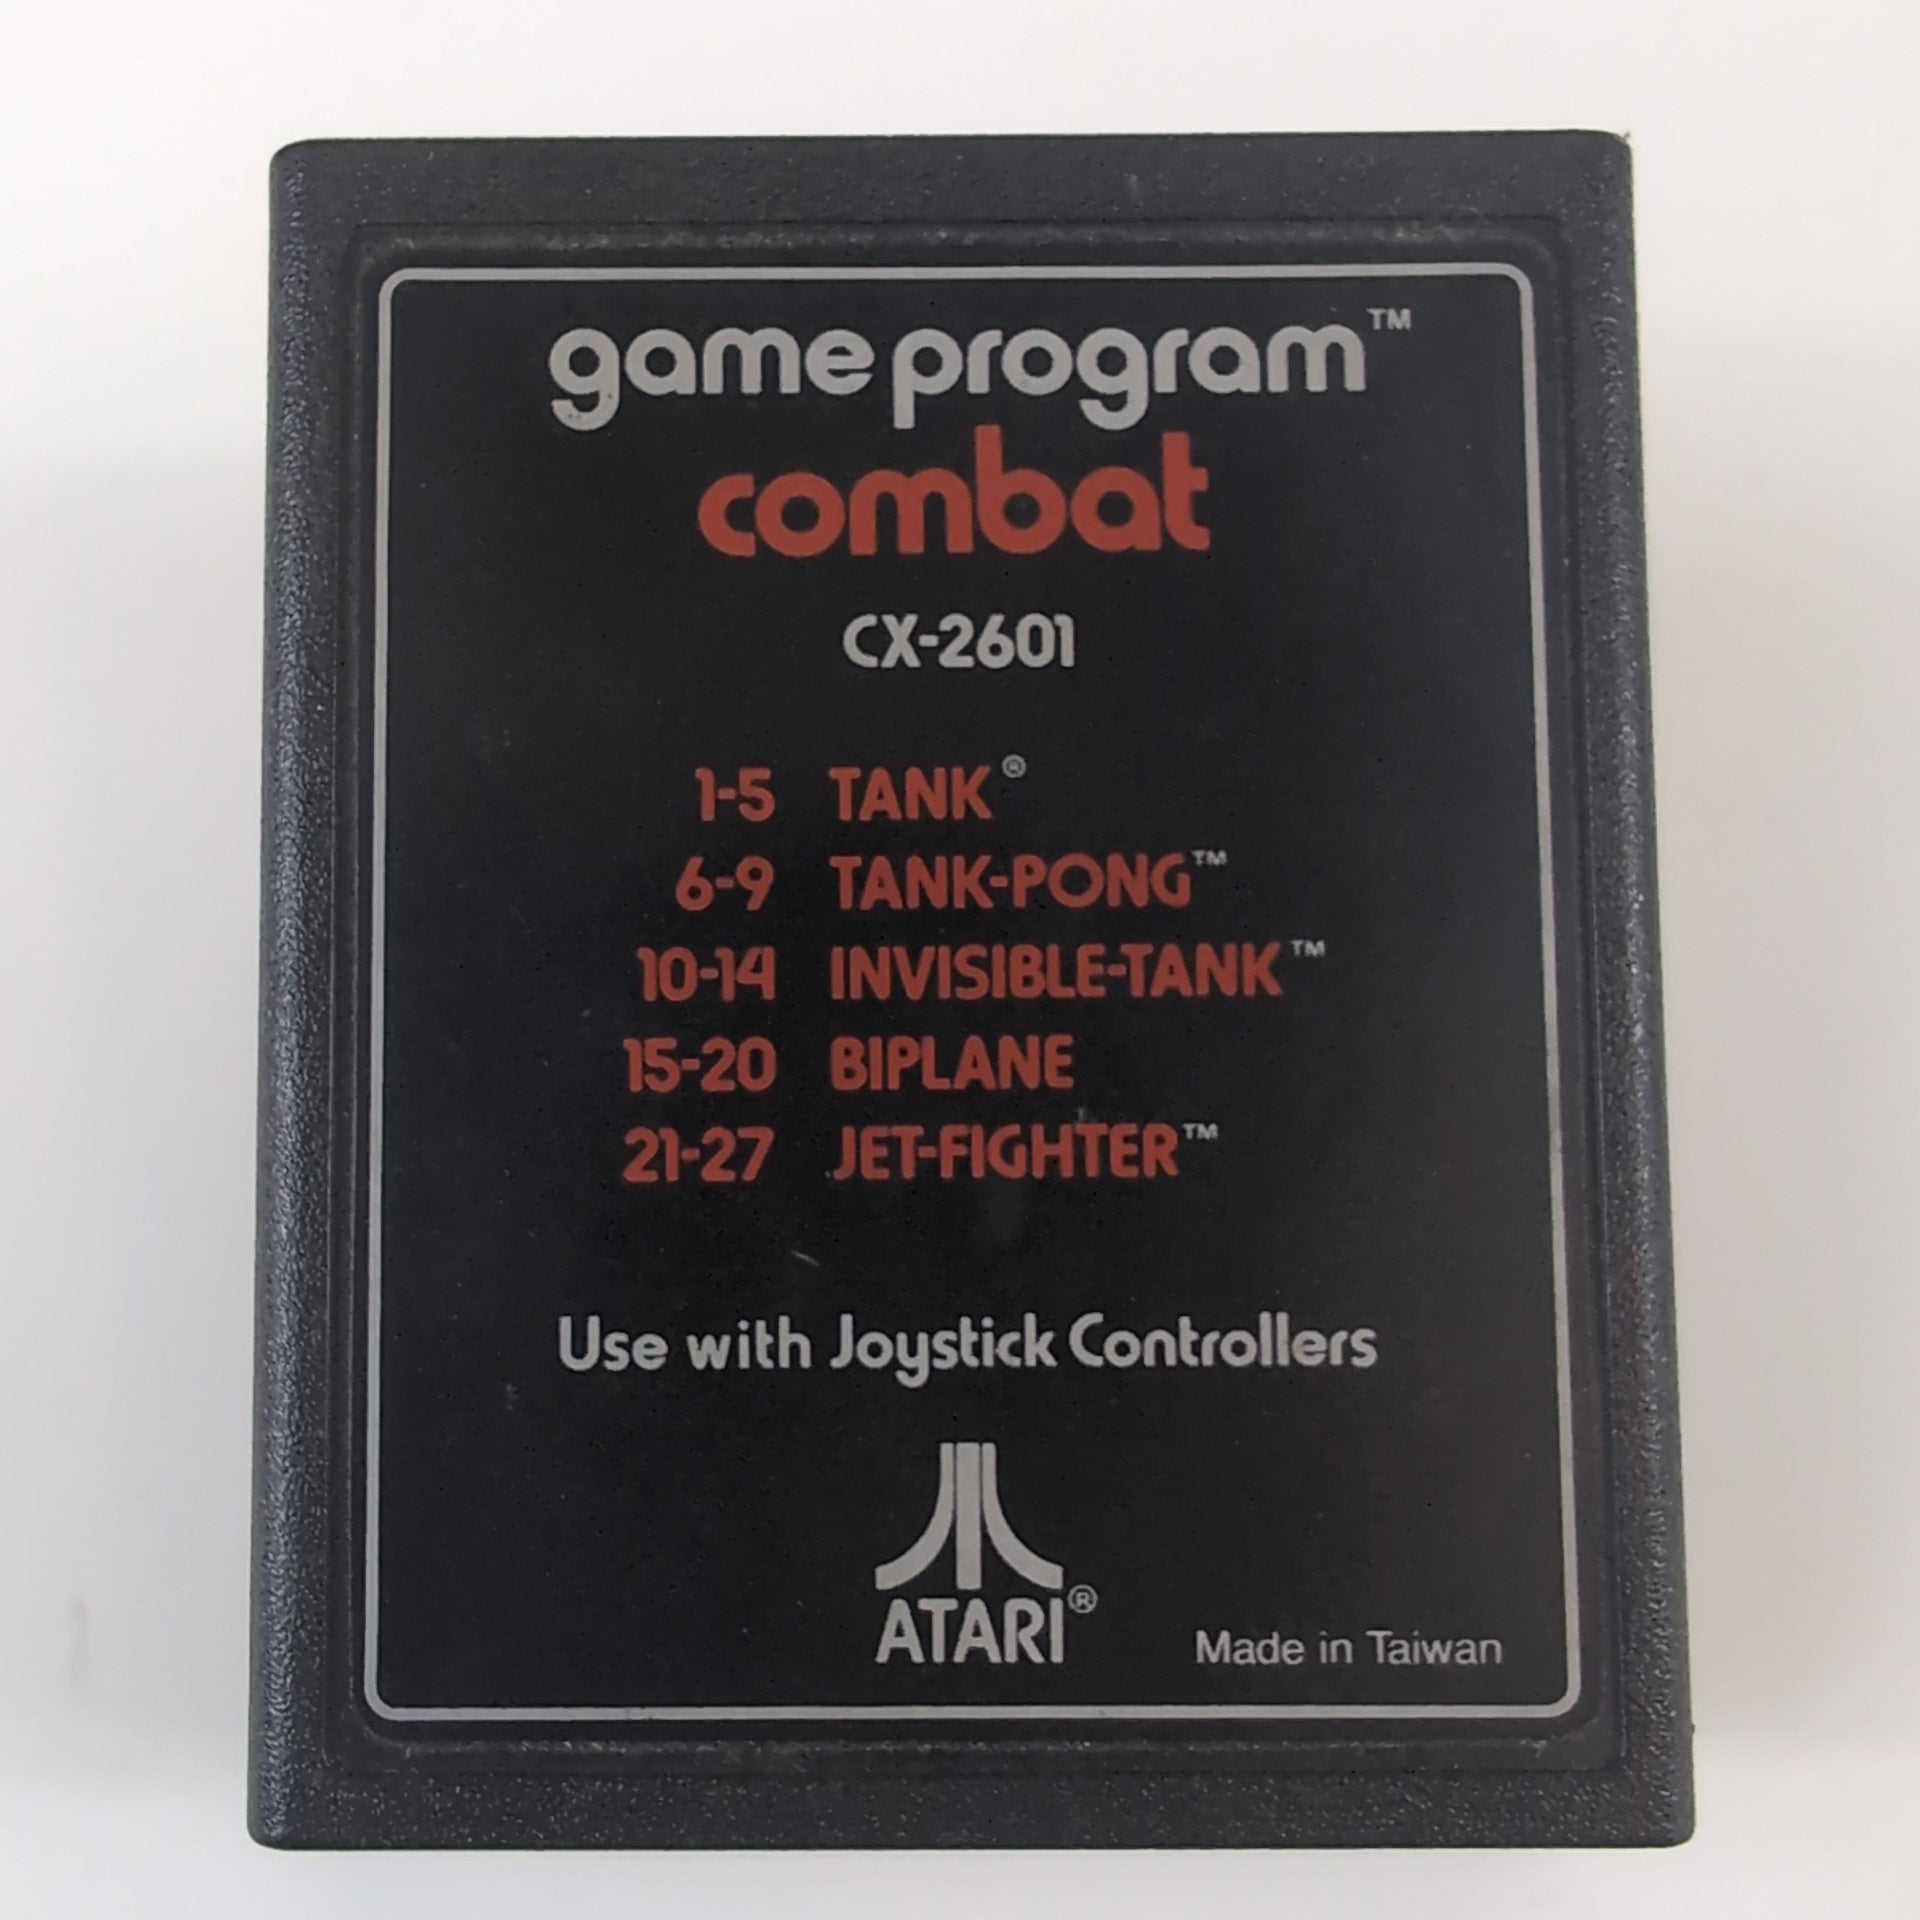 game program™
combat
CX-2601
1-5 TANK®
6-9 TANK-PONG™
10-14 INVISIBLE-TANK™
15-20 BIPLANE
21-27 JET-FIGHTER™
Use with Joystick Controllers
ATARI®
Made in Taiwan